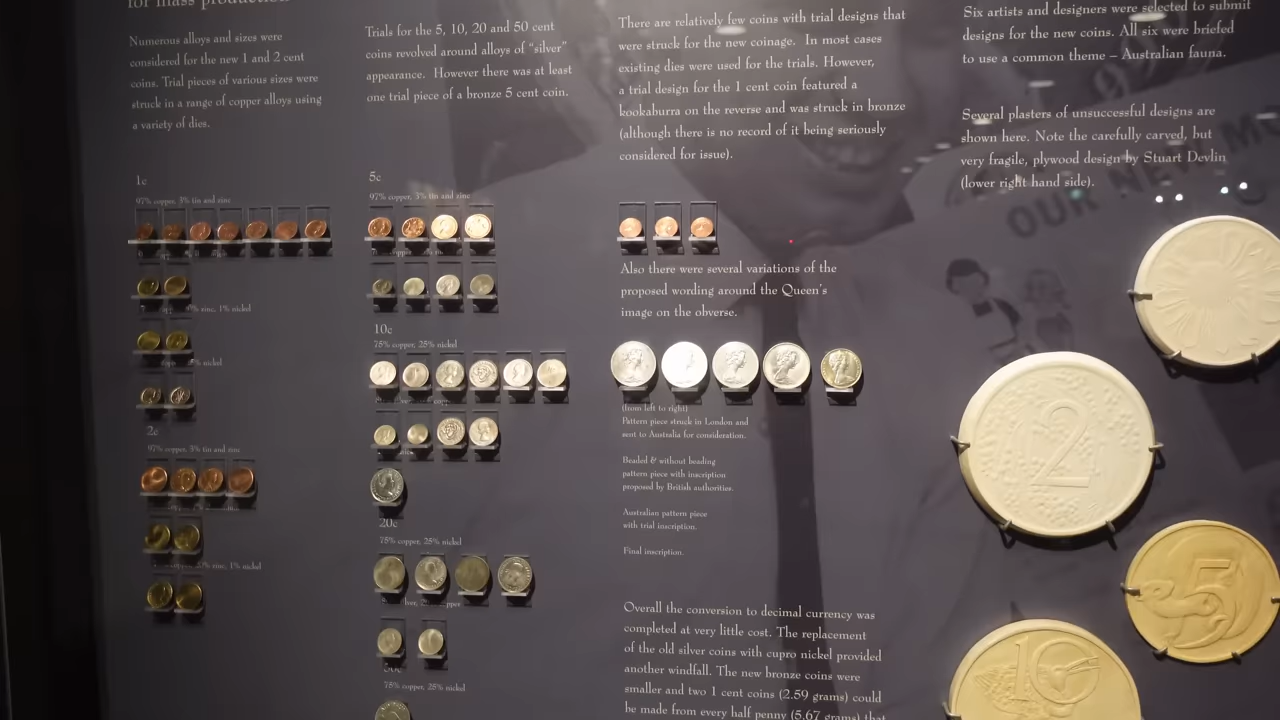 for mass production
Numerous alloys and sizes were
considered for the new 1 and 2 cent
coins. Trial pieces of various sizes were
struck in a range of copper alloys using
a variety of dies.
1c
97% copper, 3% tin and zinc
zinc, 1% nickel
nickel
2c
97% copper, 3% tin and zinc
zinc, 1% nickel
Trials for the 5, 10, 20 and 50 cent
coins revolved around alloys of "silver"
appearance. However there was at least
one trial piece of a bronze 5 cent coin.
5c
97% copper, 3% tin and zinc
10c
75% copper, 25% nickel
20c
75% copper, 25% nickel
50c
75% copper, 25% nickel
There are relatively few coins with trial designs that
were struck for the new coinage. In most cases
existing dies were used for the trials. However,
a trial design for the 1 cent coin featured a
kookaburra on the reverse and was struck in bronze
(although there is no record of it being seriously
considered for issue).
Also there were several variations of the
proposed wording around the Queen's
image on the obverse.
(from left to right)
Pattern piece struck in London and
sent to Australia for consideration.
Beaded & without beading
pattern piece with inscription
proposed by British authorities.
Australian pattern piece
with trial inscription.
Final inscription.
Overall the conversion to decimal currency was
completed at very little cost. The replacement
of the old silver coins with cupro nickel provided
another windfall. The new bronze coins were
smaller and two 1 cent coins (2.59 grams) could
be made from every half penny (5.67 grams) that
Six artists and designers were selected to submit
designs for the new coins. All six were briefed
to use a common theme – Australian fauna.
Several plasters of unsuccessful designs are
shown here. Note the carefully carved, but
very fragile, plywood design by Stuart Devlin
(lower right hand side).
OUR NEW
2
5
10